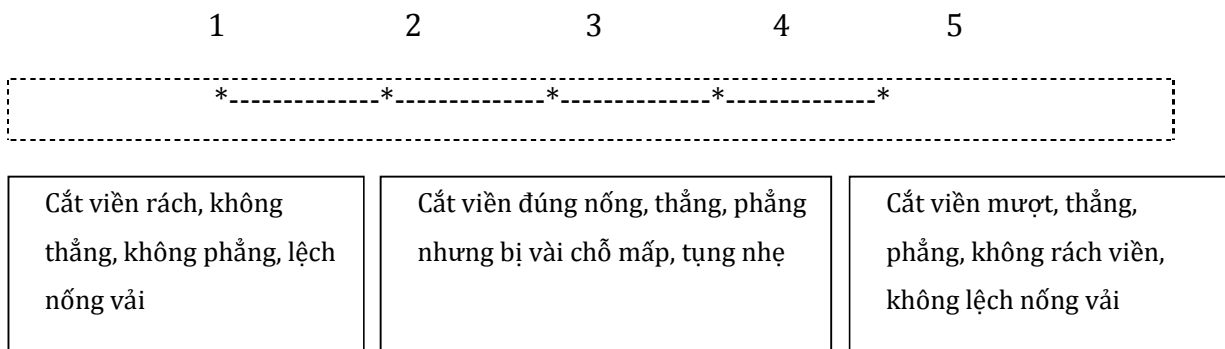 1 2 3 4 5
*--------------*--------------*--------------*--------------*
Cắt viền rách, không
thẳng, không phẳng, lệch
nống vải
Cắt viền đúng nống, thẳng, phẳng
nhưng bị vài chỗ mấp, tụng nhẹ
Cắt viền mượt, thẳng,
phẳng, không rách viền,
không lệch nống vải